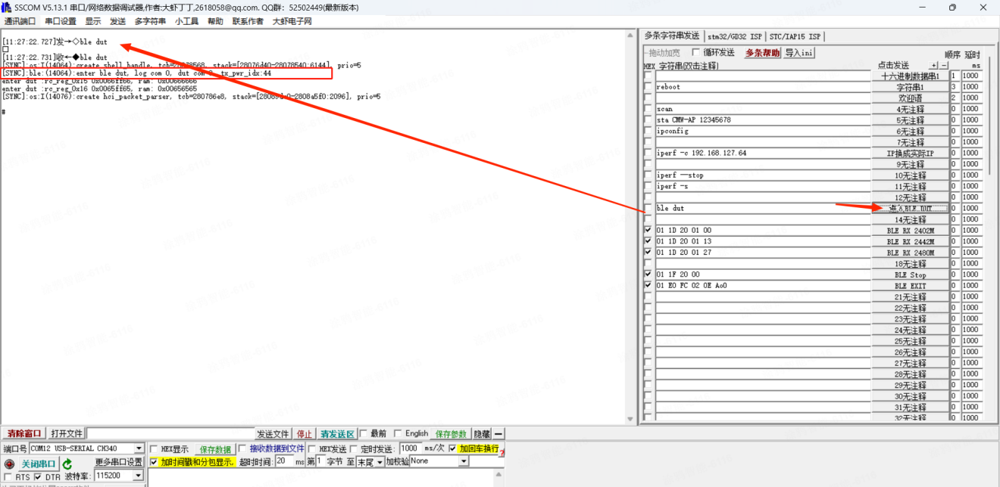 SSCOM V5.13.1 串口/网络数据调试器,作者:大虾丁丁,2618058@qq.com. QQ群: 52502449(最新版本)
通讯端口 串口设置 显示 发送 多字符串 小工具 帮助 联系作者 大虾电子网
[11:27:22.727]发→◇ble dut
□
[11:27:22.731]收←◆ble dut
[SYNC]:os:I(14064):create shell_handle, tcb=28078568, stack=[28076d40-28078540:6144], prio=5
[SYNC]:ble:(14064):enter ble dut, log com 0, dut com 0, tx_pwr_idx:44
enter dut :rc_reg_0x15 0x0066ff66, ram: 0x00666666
enter dut :rc_reg_0x16 0x0065ff65, ram: 0x00656565
[SYNC]:os:I(14076):create hci_packet_parser, tcb=280786e8, stack=[28089da0-2808a5f0:2096], prio=5
#
多条字符串发送 stm32/GD32 ISP STC/IAP15 ISP
拖动加宽 循环发送 多条帮助 导入ini
顺序 延时
HEX 字符串(双击注释) 点击发送 + - ms
十六进制数据串1 1 1000
reboot 字符串1 3 1000
欢迎语 2 1000
scan 4无注释 0 1000
sta CMW-AP 12345678 5无注释 0 1000
ipconfig 6无注释 0 1000
7无注释 0 1000
iperf -c 192.168.127.64 IP换成实际IP 0 1000
9无注释 0 1000
iperf --stop 10无注释 0 1000
iperf -s 11无注释 0 1000
12无注释 0 1000
ble dut 进入BLE DUT 0 1000
14无注释 0 1000
01 1D 20 01 00 BLE RX 2402M 0 1000
01 1D 20 01 13 BLE RX 2442M 0 1000
01 1D 20 01 27 BLE RX 2480M 0 1000
18无注释 0 1000
01 1F 20 00 BLE Stop 0 1000
01 E0 FC 02 0E Ao0 BLE EXIT 0 1000
21无注释 0 1000
22无注释 0 1000
23无注释 0 1000
24无注释 0 1000
25无注释 0 1000
26无注释 0 1000
27无注释 0 1000
28无注释 0 1000
29无注释 0 1000
30无注释 0 1000
31无注释 0 1000
32无注释 0 1000
清除窗口 打开文件 发送文件 停止 清发送区 最前 English 保存参数 隐藏 —
端口号 COM12 USB-SERIAL CH340 HEX显示 保存数据 接收数据到文件 HEX发送 定时发送: 1000 ms/次 加回车换行
关闭串口 更多串口设置 加时间戳和分包显示, 超时时间: 20 ms 第 1 字节 至 末尾 加校验 None
RTS DTR 波特率: 115200